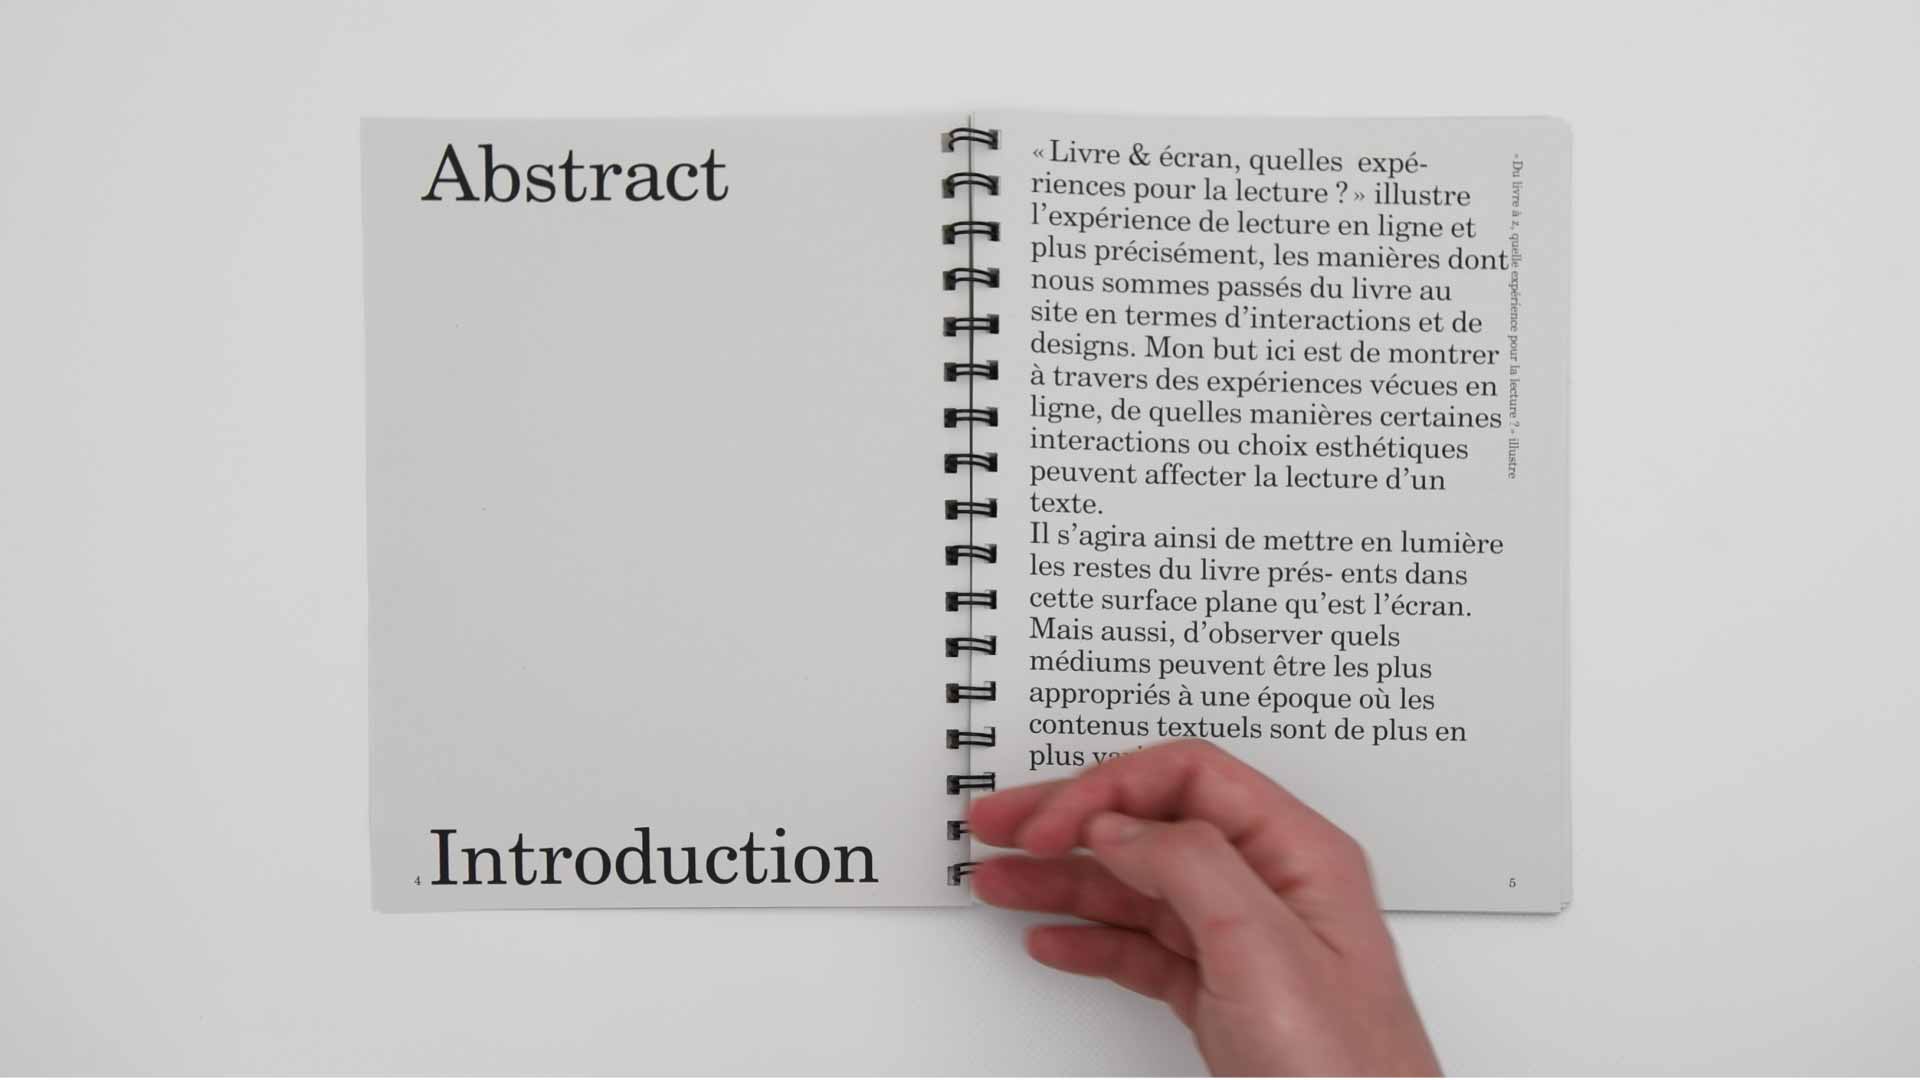 Abstract
4
Introduction
« Livre & écran, quelles expé-
riences pour la lecture ? » illustre
l’expérience de lecture en ligne et
plus précisément, les manières dont
nous sommes passés du livre au
site en termes d’interactions et de
designs. Mon but ici est de montrer
à travers des expériences vécues en
ligne, de quelles manières certaines
interactions ou choix esthétiques
peuvent affecter la lecture d’un
texte.
Il s’agira ainsi de mettre en lumière
les restes du livre prés- ents dans
cette surface plane qu’est l’écran.
Mais aussi, d’observer quels
médiums peuvent être les plus
appropriés à une époque où les
contenus textuels sont de plus en
plus
« Du livre à z, quelle expérience pour la lecture ? » illustre
5